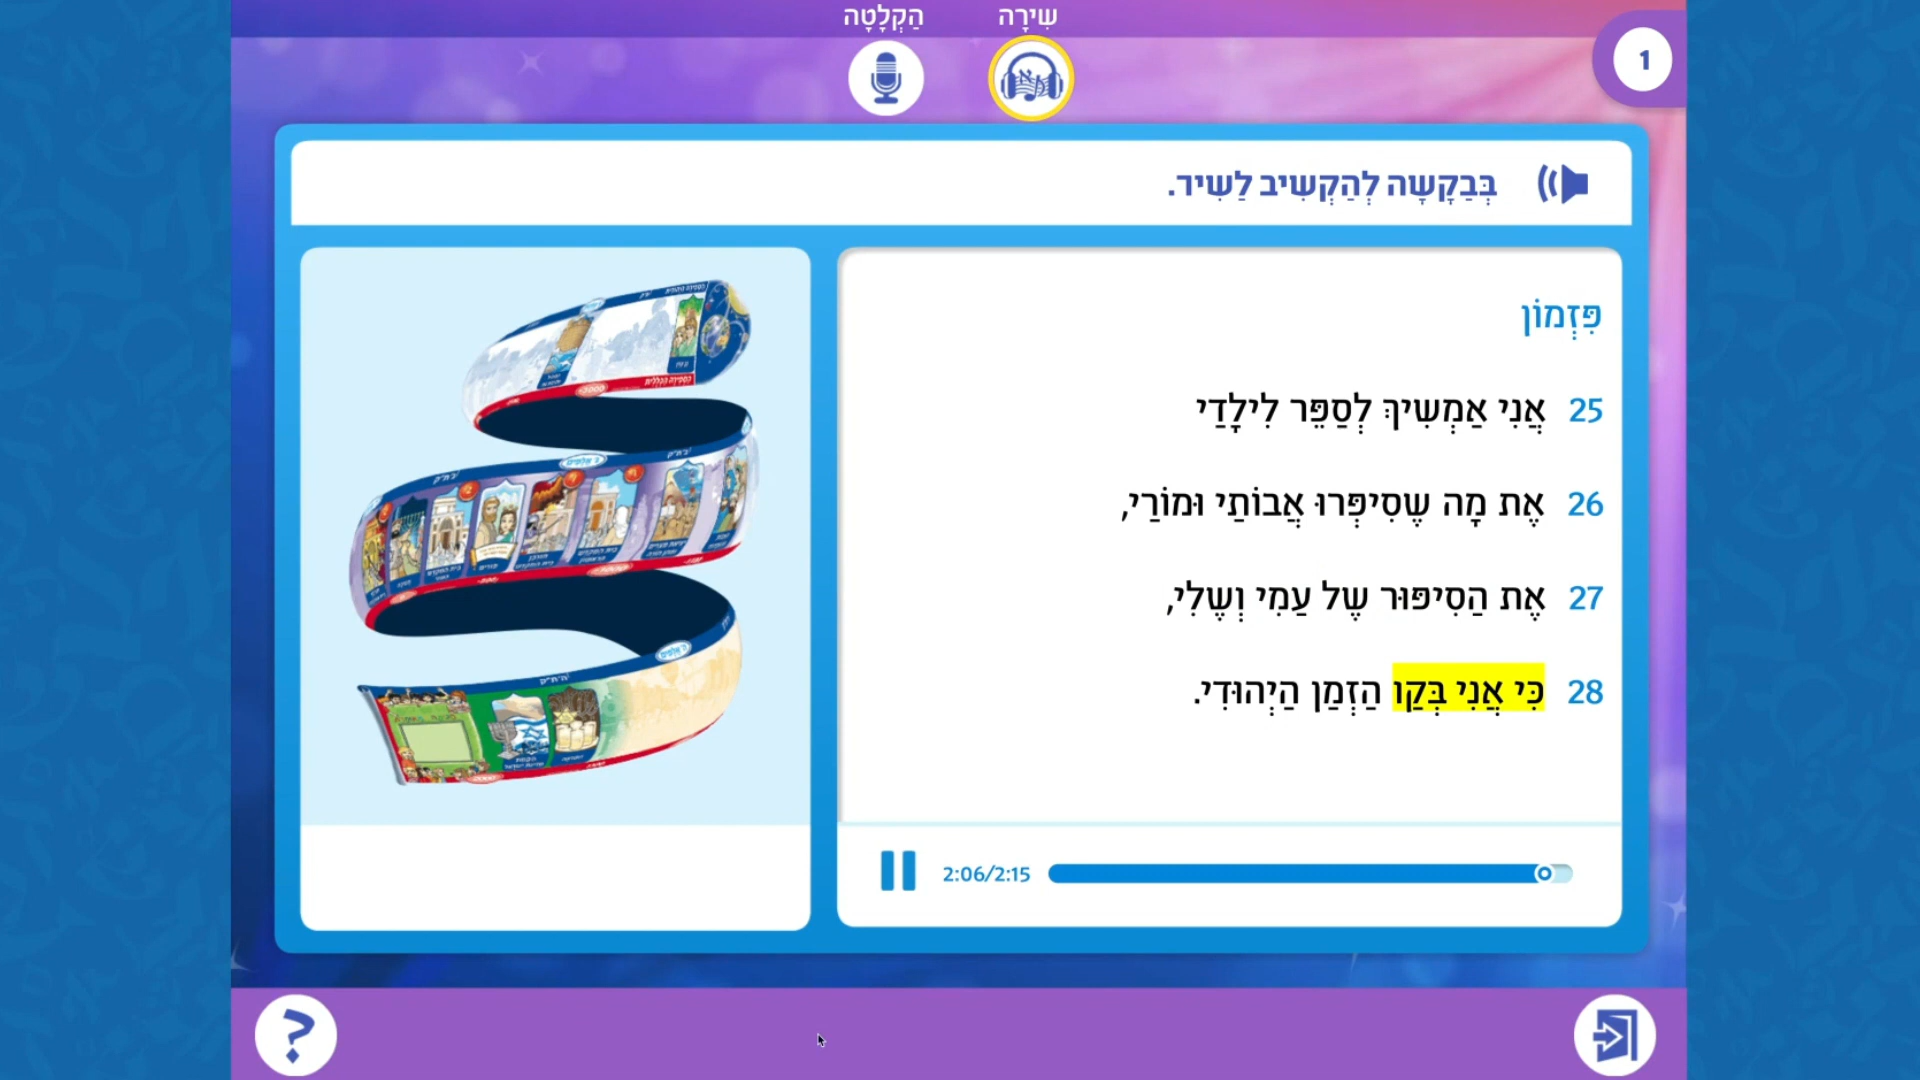 הַקְלָטָה
שִׁירָה
1
בְּבַקָשָׁה לְהַקְשִׁיב לַשִׁיר.
פִּזְמוֹן
25 אֲנִי אַמְשִׁיךְ לְסַפֵּר לִילָדַי
26 אֶת מָה שֶׁסִיפְּרוּ אֲבוֹתַי וּמוֹרַי,
27 אֶת הַסִיפּוּר שֶׁל עַמִי וְשֶׁלִי,
28 כִּי אֲנִי בְּקַו הַזְמַן הַיְהוּדִי.
2:06/2:15
?